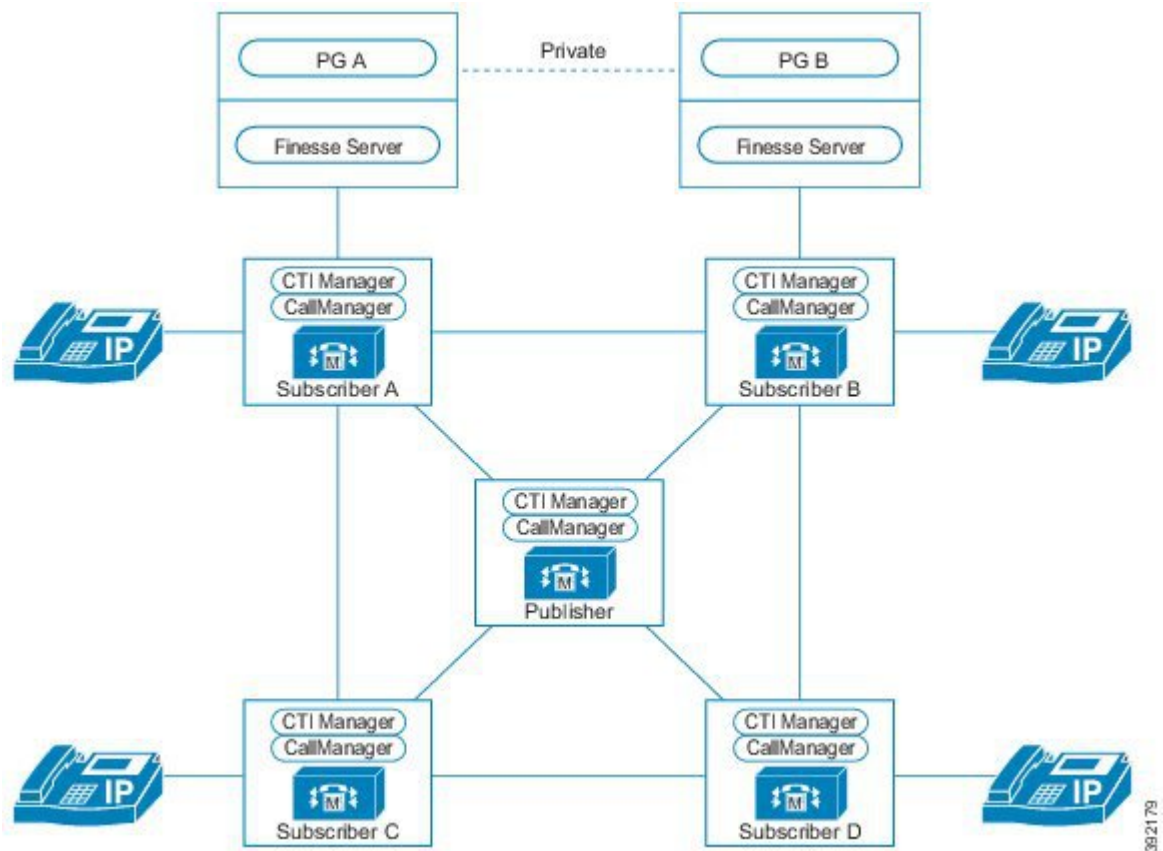 PG A
Private
PG B
Finesse Server
Finesse Server
CTI Manager
CallManager
Subscriber A
CTI Manager
CallManager
Subscriber B
IP
IP
CTI Manager
CallManager
M
Publisher
CTI Manager
CallManager
M
Subscriber C
CTI Manager
CallManager
M
Subscriber D
IP
IP
M
M
392179